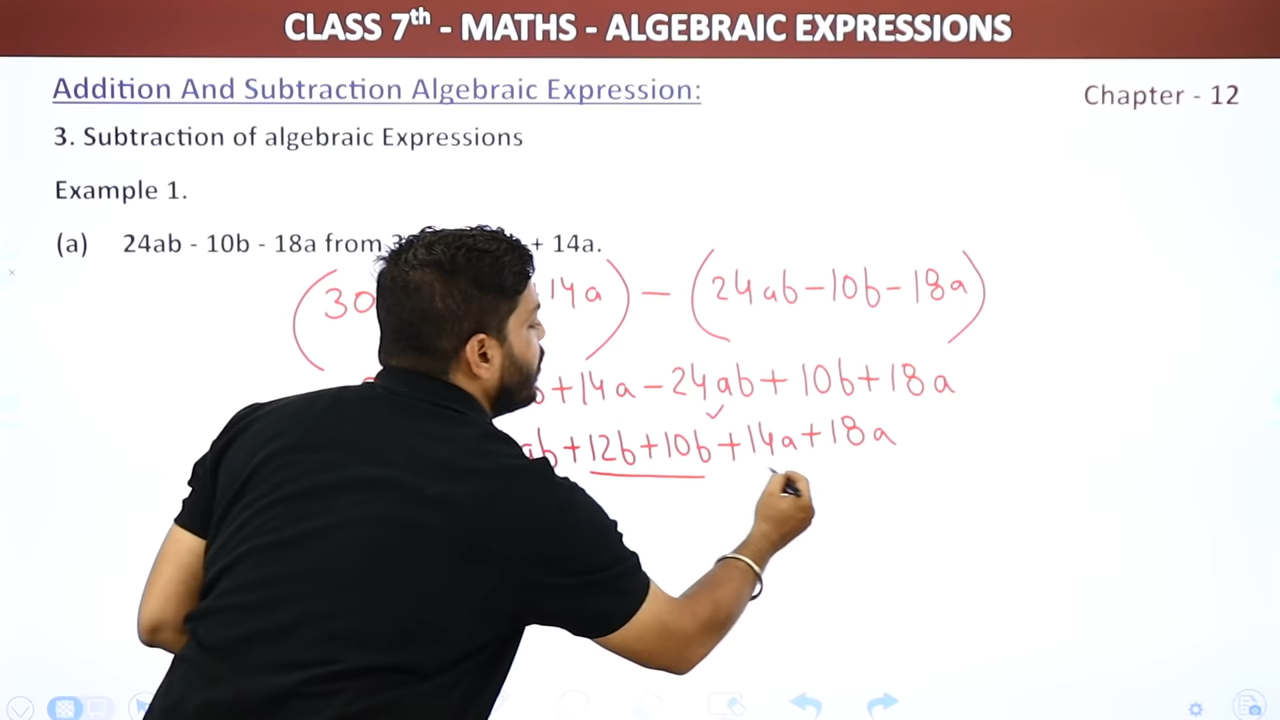 CLASS 7th - MATHS - ALGEBRAIC EXPRESSIONS
Addition And Subtraction Algebraic Expression:
Chapter - 12
3. Subtraction of algebraic Expressions
Example 1.
(a) 24ab - 10b - 18a from + 14a.
(30 14a) - (24ab - 10b - 18a)
+ 14a - 24ab + 10b + 18a
ab + 12b + 10b + 14a + 18a